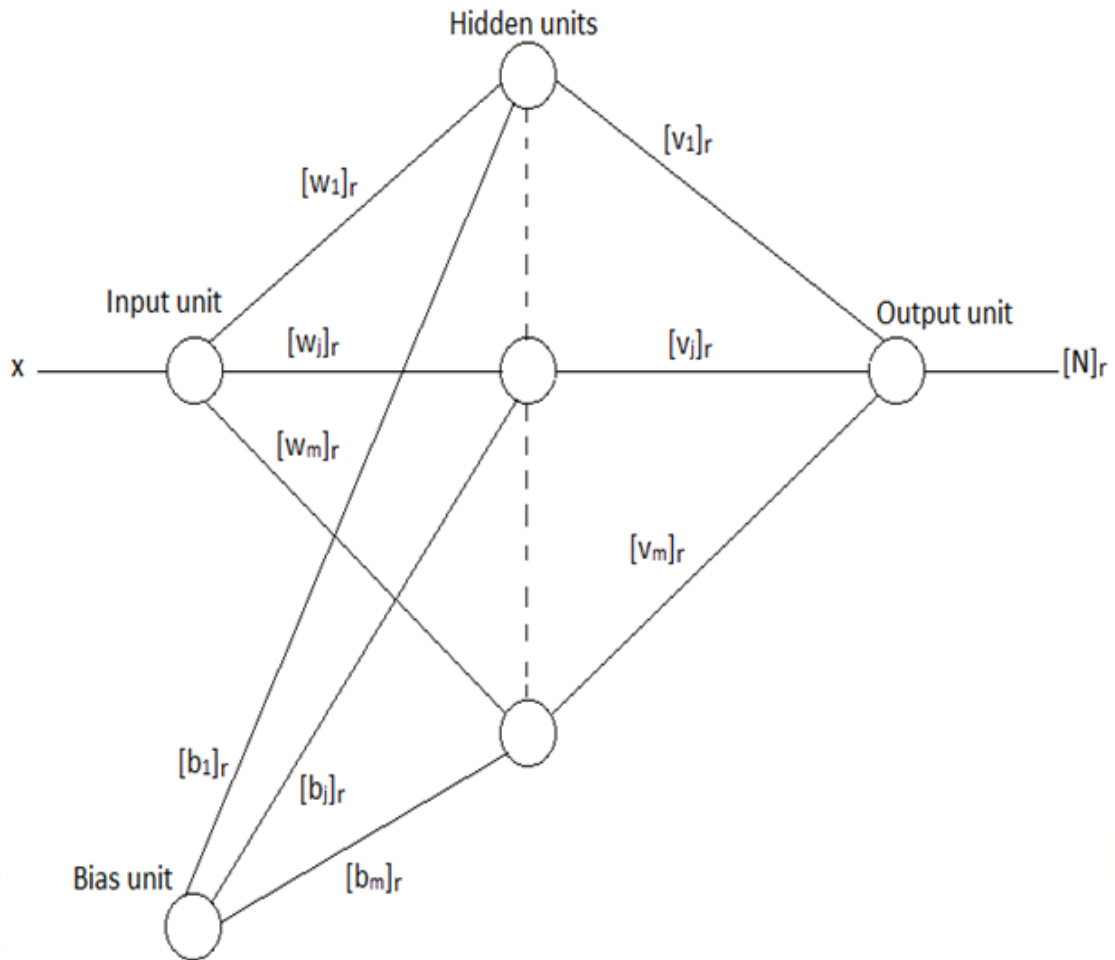 Hidden units
[v1]r
[w1]r
Input unit
Output unit
[wj]r
[vj]r
x
[N]r
[wm]r
[vm]r
[b1]r
[bj]r
Bias unit
[bm]r